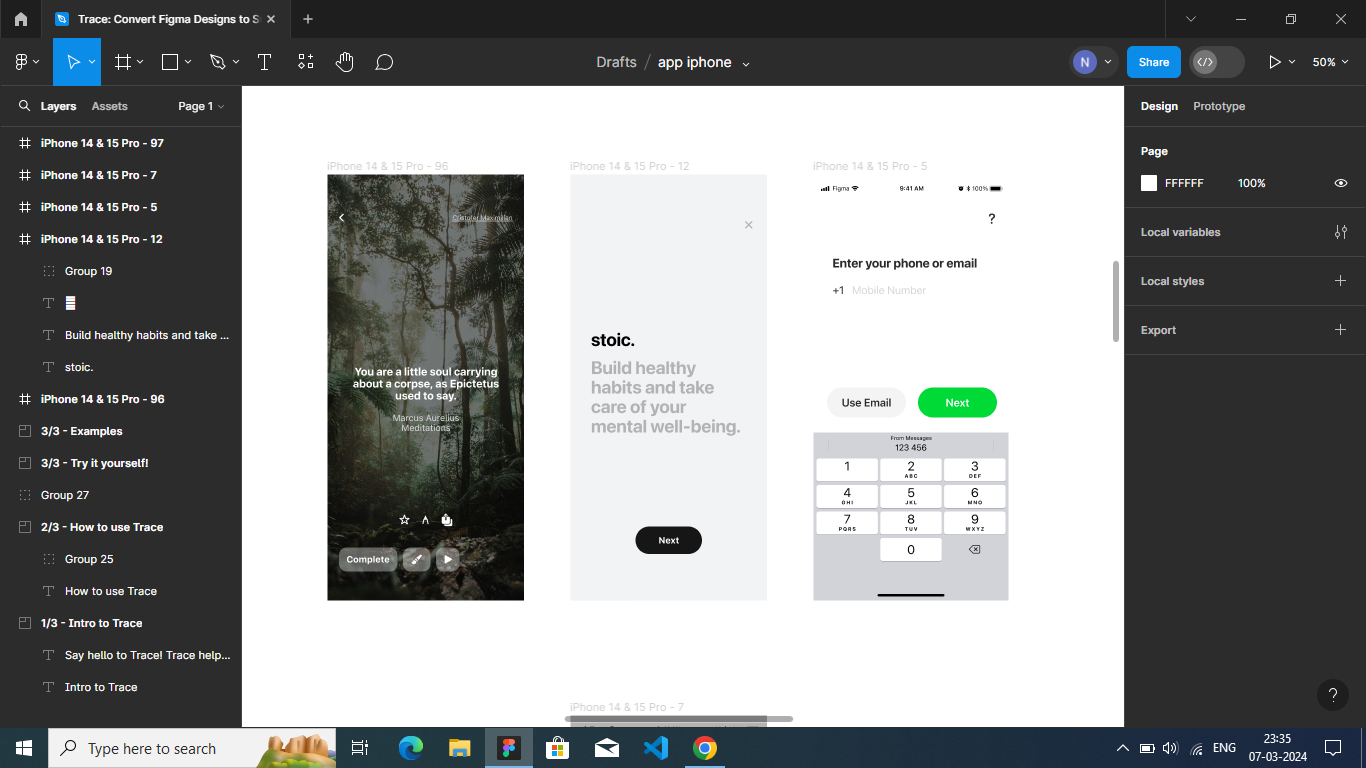 Trace: Convert Figma Designs to S
Drafts / app iphone
N
Share
50%
Layers
Assets
Page 1
iPhone 14 & 15 Pro - 97
iPhone 14 & 15 Pro - 7
iPhone 14 & 15 Pro - 5
iPhone 14 & 15 Pro - 12
Group 19
Build healthy habits and take ...
stoic.
iPhone 14 & 15 Pro - 96
3/3 - Examples
3/3 - Try it yourself!
Group 27
2/3 - How to use Trace
Group 25
How to use Trace
1/3 - Intro to Trace
Say hello to Trace! Trace help...
Intro to Trace
iPhone 14 & 15 Pro - 96
Cristofer Maximilian
You are a little soul carrying
about a corpse, as Epictetus
used to say.
Marcus Aurelius
Meditations
Complete
iPhone 14 & 15 Pro - 12
stoic.
Build healthy
habits and take
care of your
mental well-being.
Next
iPhone 14 & 15 Pro - 5
Figma
9:41 AM
100%
?
Enter your phone or email
+1 Mobile Number
Use Email
Next
From Messages
123 456
1
2 ABC
3 DEF
4 GHI
5 JKL
6 MNO
7 PQRS
8 TUV
9 WXYZ
0
iPhone 14 & 15 Pro - 7
Design
Prototype
Page
FFFFFF
100%
Local variables
Local styles
Export
?
Type here to search
ENG
23:35
07-03-2024